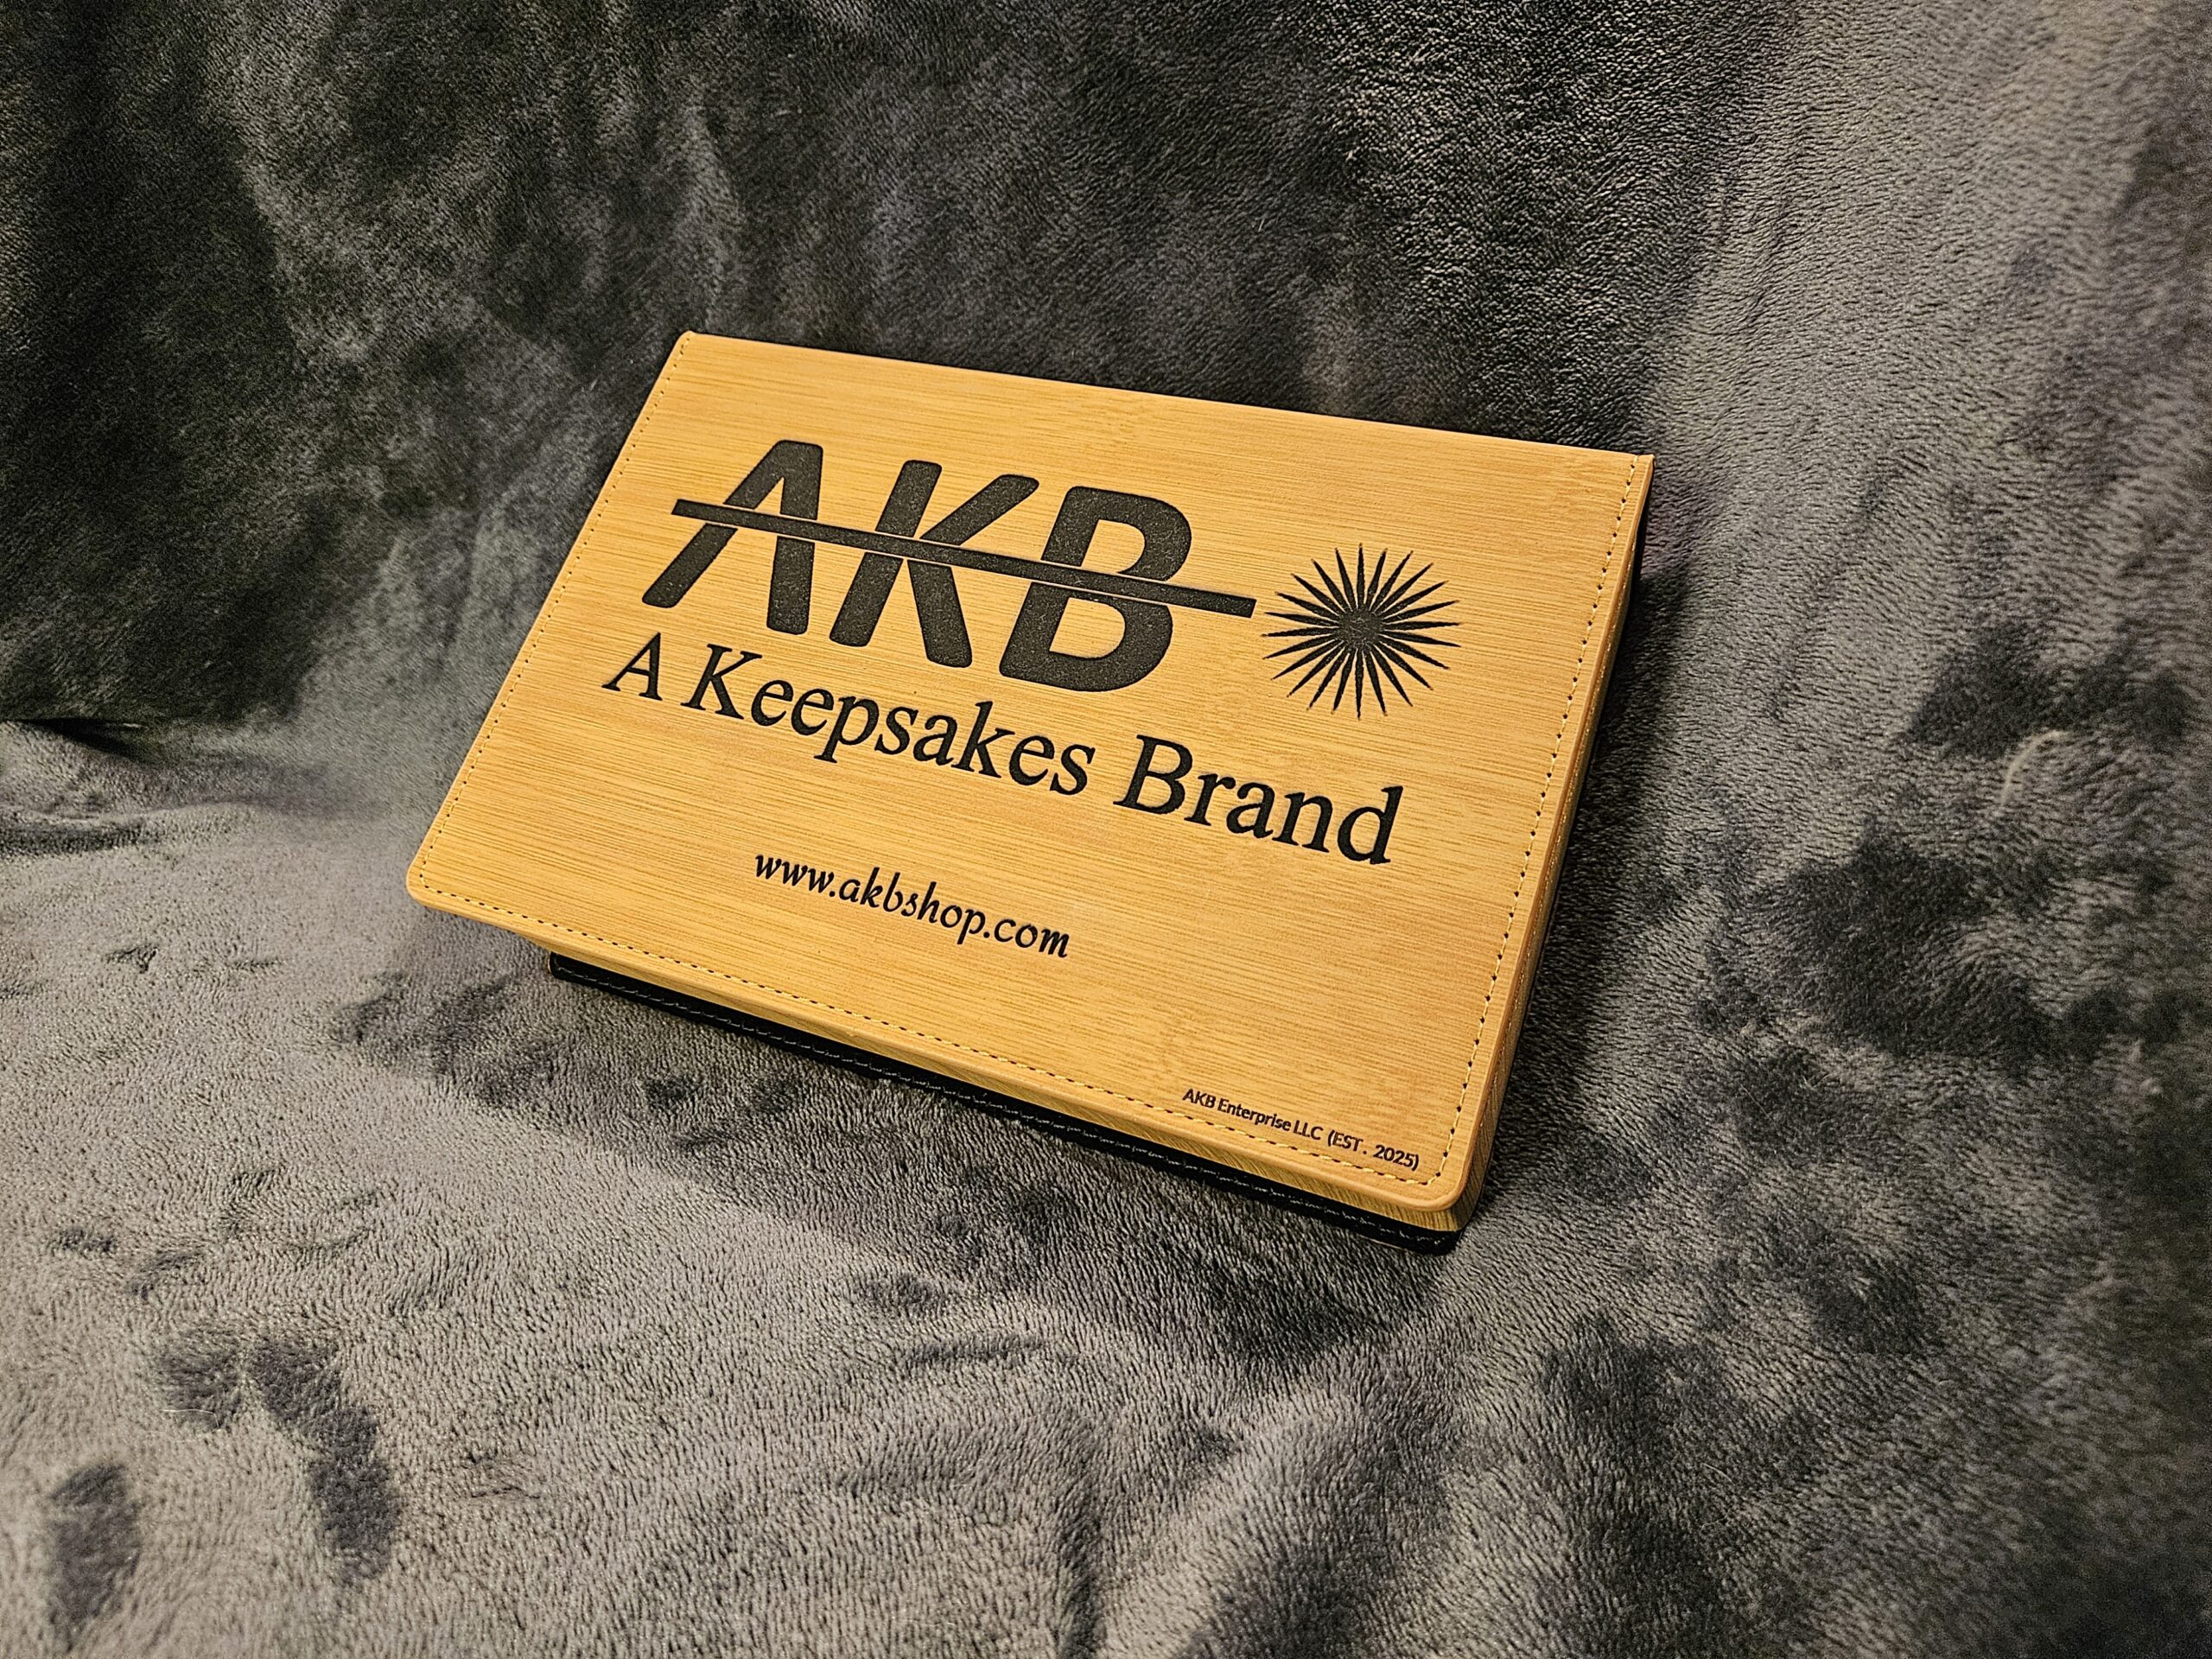 AKB
A Keepsakes Brand
www.akbshop.com
AKB Enterprise LLC (EST. 2025)